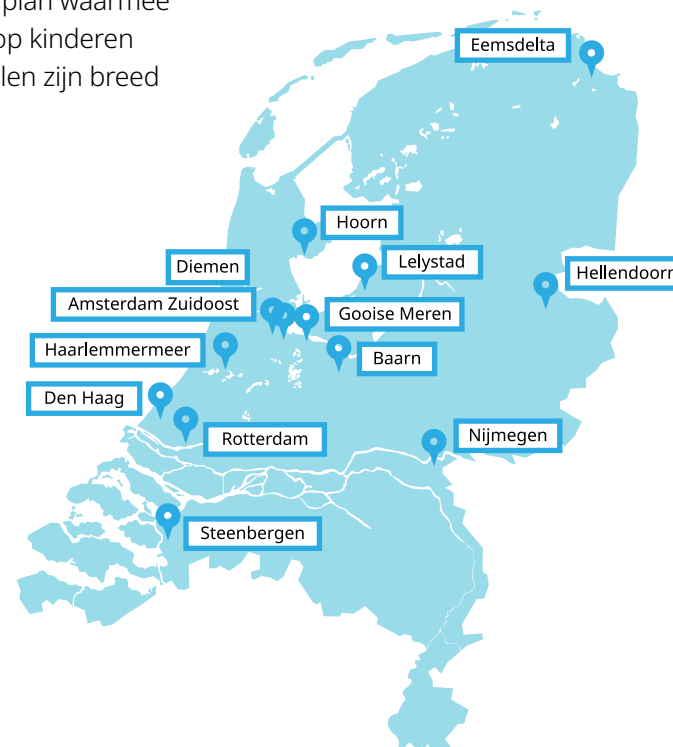 plan waarmee
op kinderen
len zijn breed
Eemsdelta
Hoorn
Diemen
Lelystad
Hellendoorn
Amsterdam Zuidoost
Gooise Meren
Haarlemmermeer
Baarn
Den Haag
Rotterdam
Nijmegen
Steenbergen